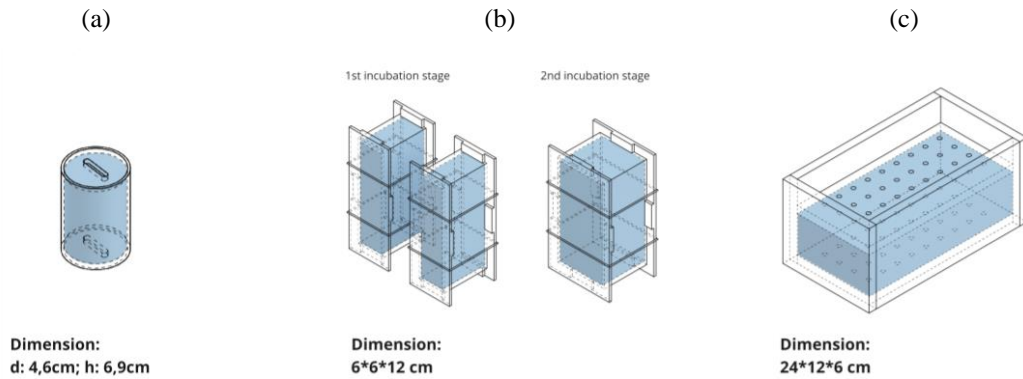 (a)
(b)
(c)
1st incubation stage
2nd incubation stage
Dimension:
d: 4,6cm; h: 6,9cm
Dimension:
6*6*12 cm
Dimension:
24*12*6 cm